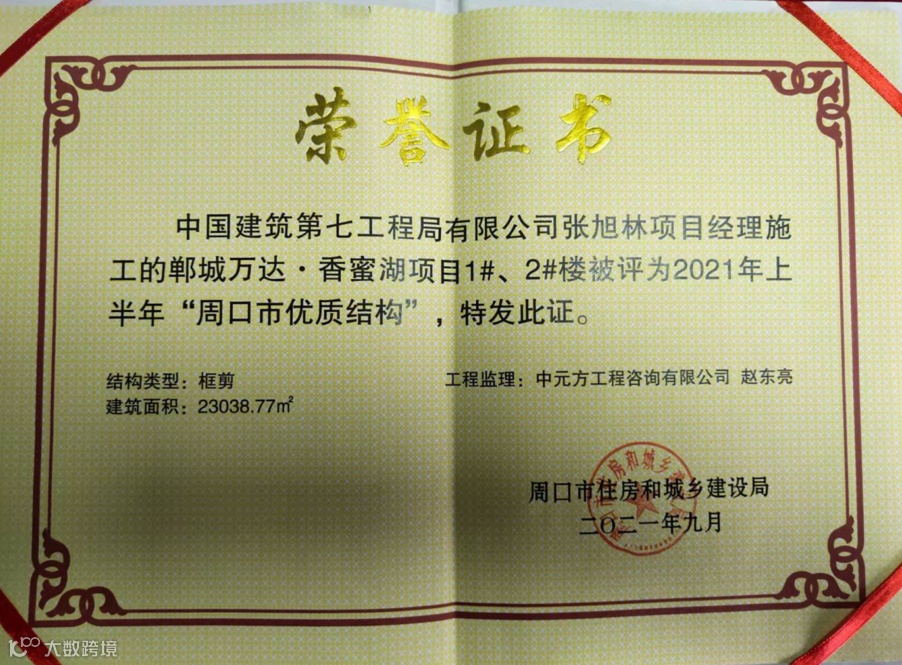 荣誉证书
中国建筑第七工程局有限公司张旭林项目经理施
工的郸城万达·香蜜湖项目1#、2#楼被评为2021年上
半年“周口市优质结构”，特发此证。
结构类型：框剪
工程监理：中元方工程咨询有限公司 赵东亮
建筑面积：23038.77㎡
周口市住房和城乡建设局
二〇二一年九月
大数跨境